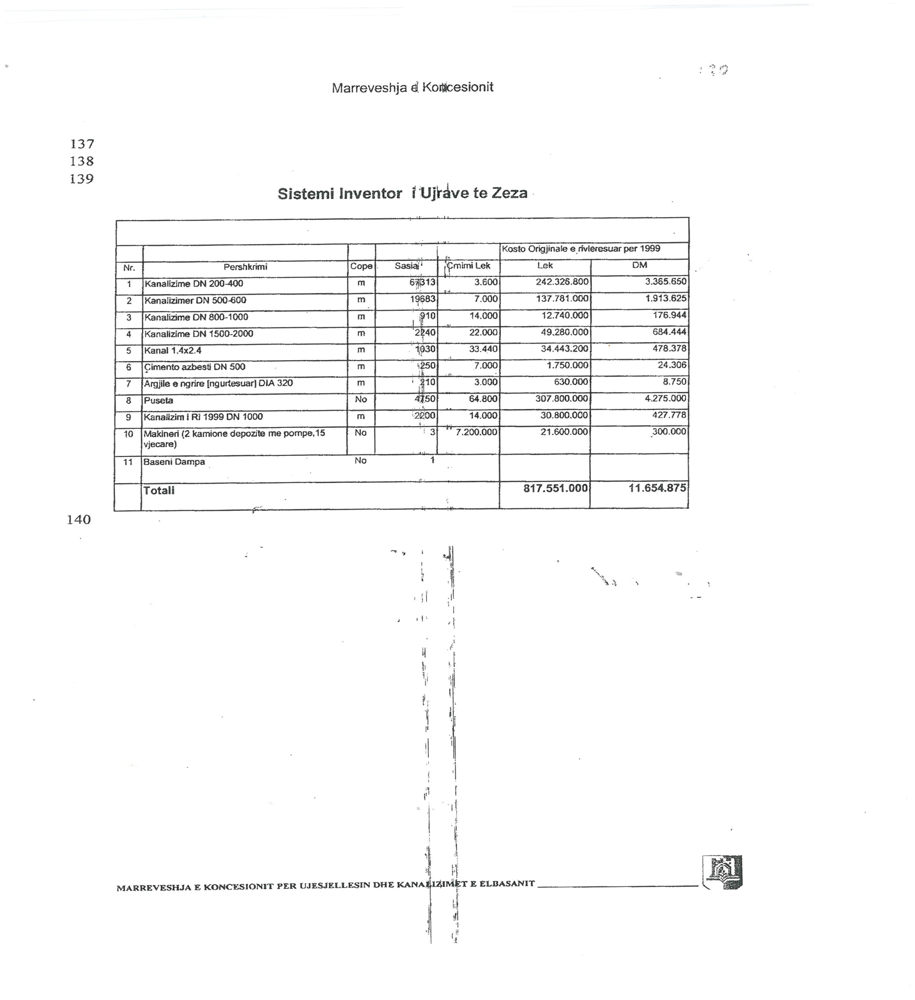 Marreveshja e Koncesionit
137
138
139
Sistemi Inventor i Ujrave te Zeza
Kosto Origjinale e rivleresuar per 1999
Nr. Pershkrimi Cope Sasia Çmimi Lek Lek DM
1 Kanalizime DN 200-400 m 67313 3.600 242.326.800 3.365.650
2 Kanalizimer DN 500-600 m 19683 7.000 137.781.000 1.913.625
3 Kanalizime DN 800-1000 m 910 14.000 12.740.000 176.944
4 Kanalizime DN 1500-2000 m 2240 22.000 49.280.000 684.444
5 Kanal 1.4x2.4 m 1030 33.440 34.443.200 478.378
6 Çimento azbesti DN 500 m 250 7.000 1.750.000 24.306
7 Argjile e ngrire [ngurtesuar] DIA 320 m 210 3.000 630.000 8.750
8 Puseta No 4750 64.800 307.800.000 4.275.000
9 Kanalizim i Ri 1999 DN 1000 m 2200 14.000 30.800.000 427.778
10 Makineri (2 kamione depozite me pompe,15 No 3 7.200.000 21.600.000 300.000
vjecare)
11 Baseni Dampa No 1
Totali 817.551.000 11.654.875
140
MARREVESHJA E KONCESIONIT PER UJESJELLESIN DHE KANALIZIMET E ELBASANIT